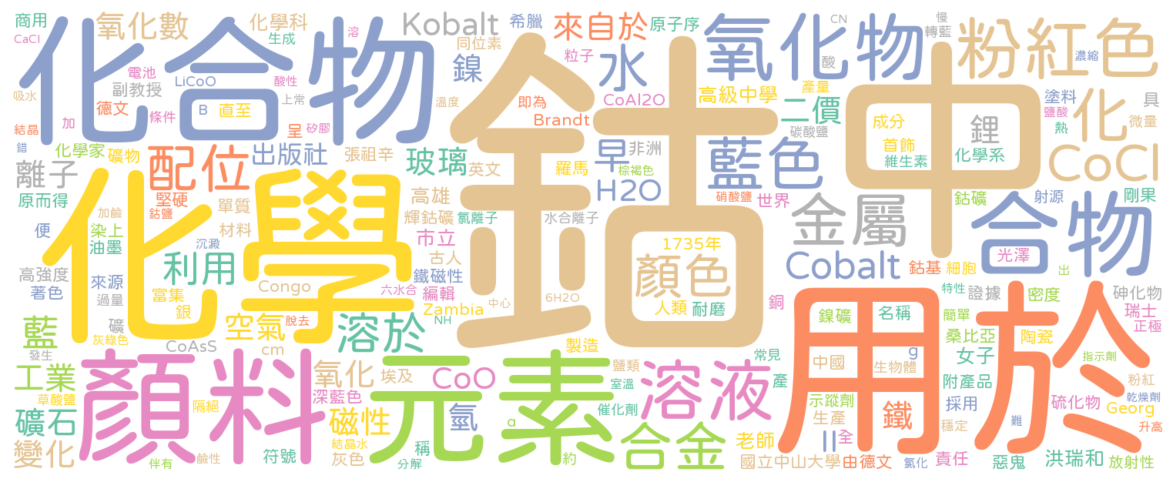 商用
CaCl
氧化數
化學科
生成
Kobalt
希臘
來自於
原子序
氧化物
CN
慢
轉藍
粉紅色
濃縮
溶
化合物
電池
副教授
LiCoO
酸性
同位素
鎳
粒子
水
酸
吸水
德文
B
直至
上常
溫度
即為
CoAl2O
高級中學
產量
二價
中
塗料
具
鹽酸
微量
化
結晶
加
條件
呈
矽膠
Brandt
鈷
碳酸鹽
成分
鋰
熱
錯
化學家
礦物
出版社
張祖辛
玻璃
英文
羅馬
早
非洲
藍色
首飾
維生素
化學系
CoCl
離子
配位
棕褐色
H2O
硝酸鹽
世界
鈷礦
射源
剛果
原而得
堅硬
鈷鹽
單質
高雄
輝鈷礦
氯離子
水合離子
金屬
合物
便
加鹼
染上
油墨
材料
沉澱
化學
市立
古人
1735年
光澤
高強度
來源
利用
鐵磁性
顏色
Cobalt
鈷基
細胞
出
著色
過量
富集
銀
Congo
六水合
編輯
Zambia
中心
6H2O
人類
耐磨
銅
用於
特性
證據
密度
砷化物
藍
礦
灰綠色
CoAsS
空氣
脫去
cm
溶於
NH
製造
鎳礦
名稱
簡單
桑比亞
陶瓷
瑞士
正極
發生
顏料
氧化
埃及
元素
CoO
鹽類
室溫
溶液
常見
中國
g
生物體
女子
指示劑
工業
草酸鹽
深藍色
產
附產品
粉紅
礦石
隔絕
磁性
氫
a
催化劑
示蹤劑
生產
鐵
採用
硫化物
乾燥劑
Georg
變化
結晶水
稱
合金
老師
II
全
穩定
難
升高
伴有
鹼性
符號
灰色
分解
約
國立中山大學
由德文
氯化
責任
惡鬼
洪瑞和
放射性